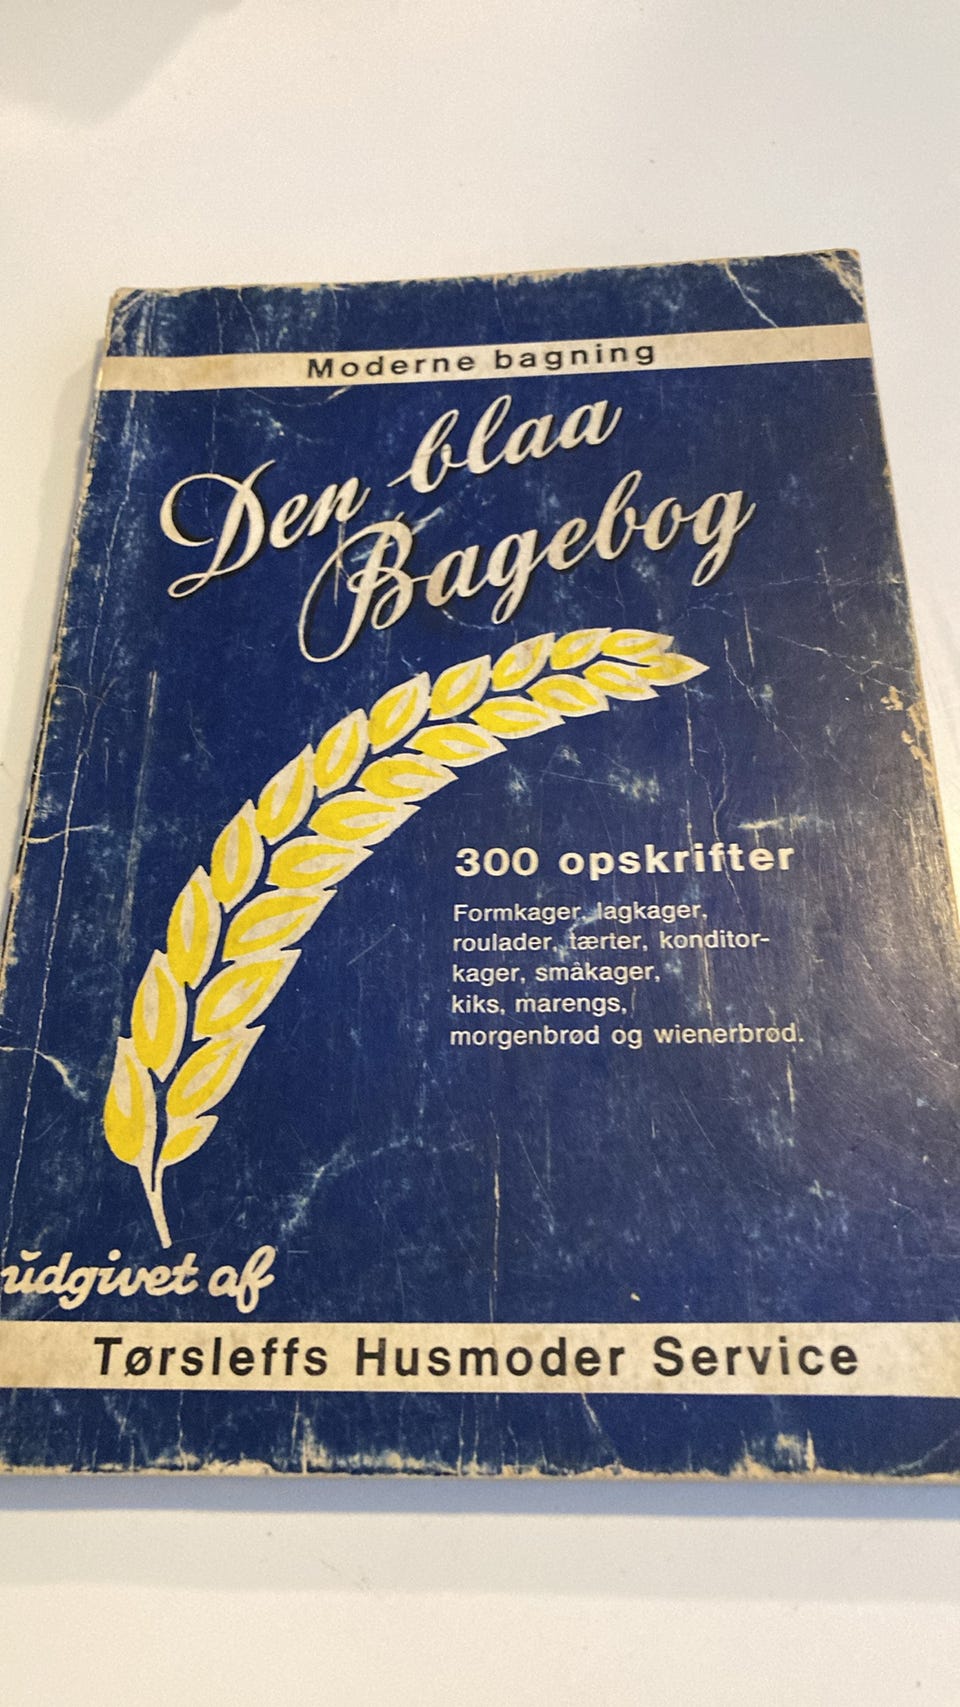 Moderne bagning
Den blaa
Bagebog
300 opskrifter
Formkager, lagkager,
roulader, tærter, konditor-
kager, småkager,
kiks, marengs,
morgenbrød og wienerbrød.
udgivet af
Tørsleffs Husmoder Service